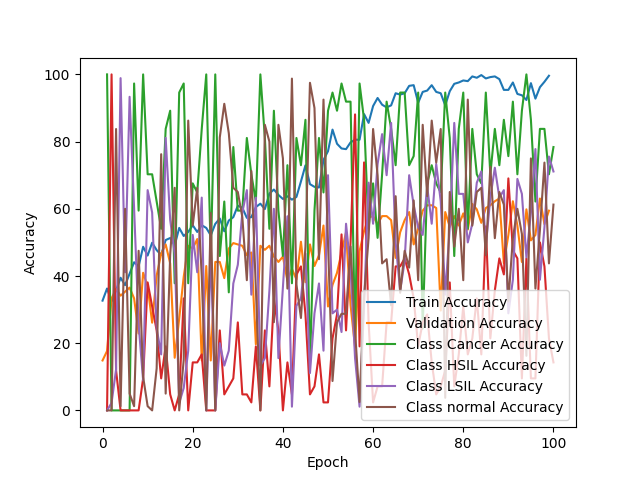 100
80
60
40
20
0
Accuracy
Train Accuracy
Validation Accuracy
Class Cancer Accuracy
Class HSIL Accuracy
Class LSIL Accuracy
Class normal Accuracy
0 20 40 60 80 100
Epoch